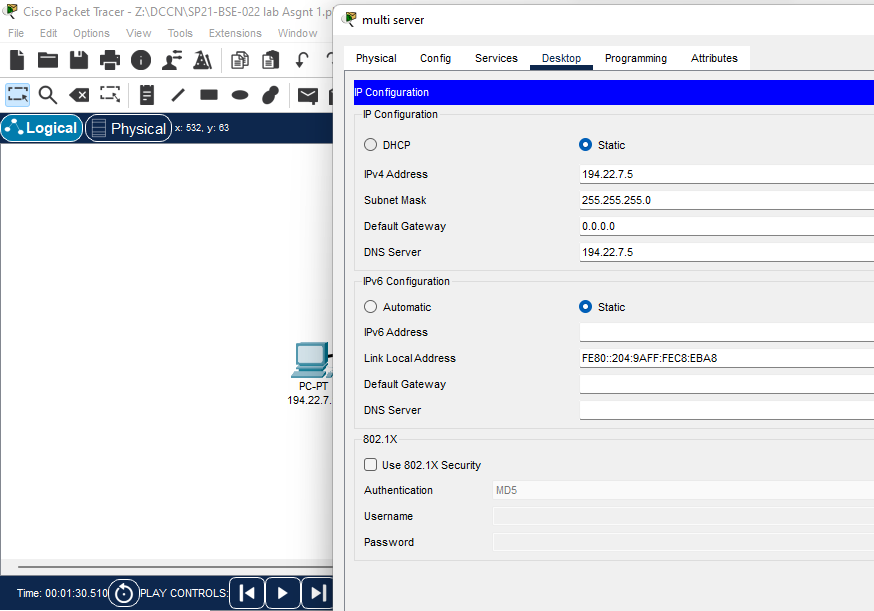 Cisco Packet Tracer - Z:\DCCN\SP21-BSE-022 lab Asgnt 1.p
File Edit Options View Tools Extensions Window
Logical Physical x: 532, y: 63
PC-PT
194.22.7.
Time: 00:01:30.510 PLAY CONTROLS:
multi server
Physical Config Services Desktop Programming Attributes
IP Configuration
IP Configuration
DHCP Static
IPv4 Address 194.22.7.5
Subnet Mask 255.255.255.0
Default Gateway 0.0.0.0
DNS Server 194.22.7.5
IPv6 Configuration
Automatic Static
IPv6 Address
Link Local Address FE80::204:9AFF:FEC8:EBA8
Default Gateway
DNS Server
802.1X
Use 802.1X Security
Authentication MD5
Username
Password